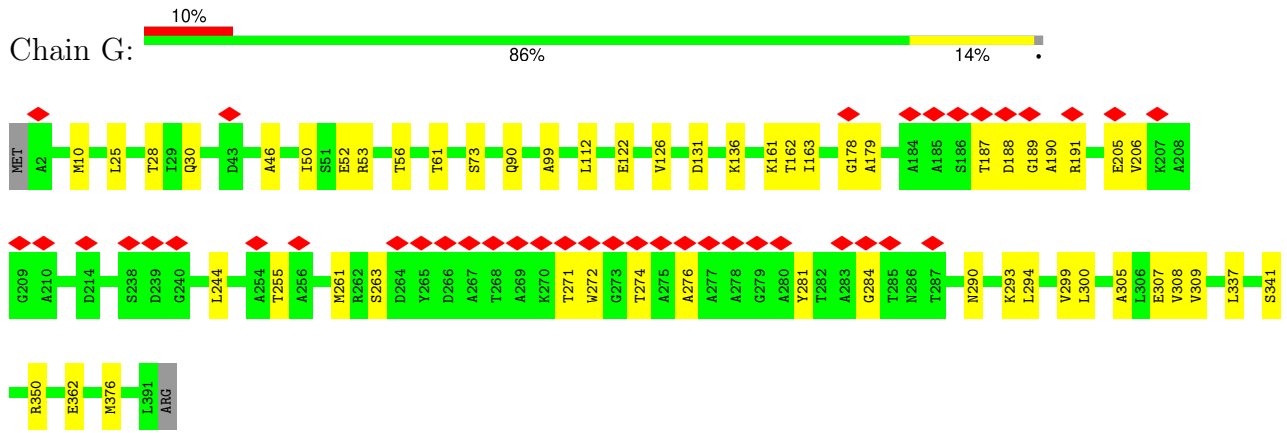 10%
Chain G:
86% 14% •
MET A2 M10 L25 T28 I29 Q30 D43 A46 I50 S51 E52 R53 T56 T61 S73 Q90 A99 L112 E122 V126 D131 K136 K161 T162 I163 G178 A179 A184 A185 S186 T187 D188 G189 A190 R191 E205 V206 K207 A208
G209 A210 D214 S238 D239 G240 L244 A254 T255 A256 M261 R262 S263 D264 Y265 D266 A267 T268 A269 K270 T271 W272 G273 T274 A275 A276 A277 A278 G279 A280 Y281 T282 A283 G284 T285 N286 T287 N290 K293 L294 V299 L300 A305 L306 E307 V308 V309 L337 S341
R350 E362 M376 L391 ARG